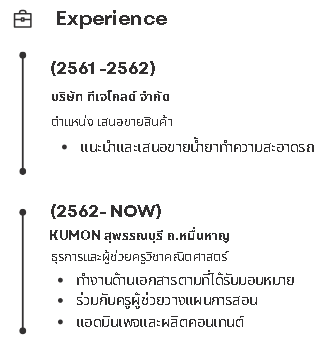 Experience
(2561 -2562)
บริษัท ทีเจโกลด์ จำกัด
ตำแหน่ง เสนอขายสินค้า
• แนะนำและเสนอขายน้ำยาทำความสะอาดรถ
(2562- NOW)
KUMON สุพรรณบุรี ถ.หมื่นหาญ
ธุรการและผู้ช่วยครูวิชาคณิตศาสตร์
• ทำงานด้านเอกสารตามที่ได้รับมอบหมาย
• ร่วมกับครูผู้ช่วยวางแผนการสอน
• แอดมินเพจและผลิตคอนเทนต์